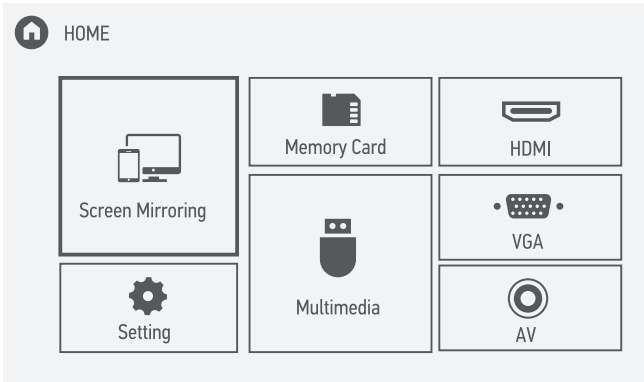 HOME
Screen Mirroring
Setting
Memory Card
Multimedia
HDMI
VGA
AV